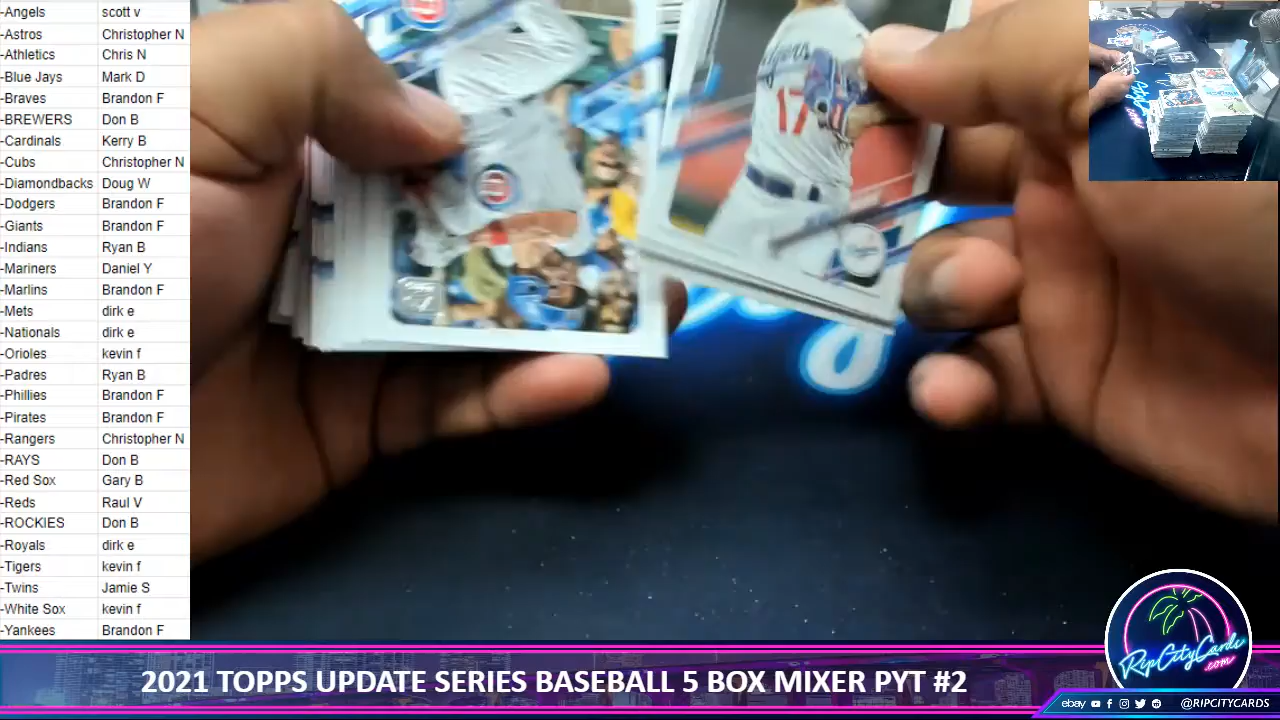 -Angels scott v
-Astros Christopher N
-Athletics Chris N
-Blue Jays Mark D
-Braves Brandon F
-BREWERS Don B
-Cardinals Kerry B
-Cubs Christopher N
-Diamondbacks Doug W
-Dodgers Brandon F
-Giants Brandon F
-Indians Ryan B
-Mariners Daniel Y
-Marlins Brandon F
-Mets dirk e
-Nationals dirk e
-Orioles kevin f
-Padres Ryan B
-Phillies Brandon F
-Pirates Brandon F
-Rangers Christopher N
-RAYS Don B
-Red Sox Gary B
-Reds Raul V
-ROCKIES Don B
-Royals dirk e
-Tigers kevin f
-Twins Jamie S
-White Sox kevin f
-Yankees Brandon F
17
RipCityCards
.com
2021 TOPPS UPDATE SERIES BASEBALL 5 BOX MIXER PYT #2
ebay @RIPCITYCARDS